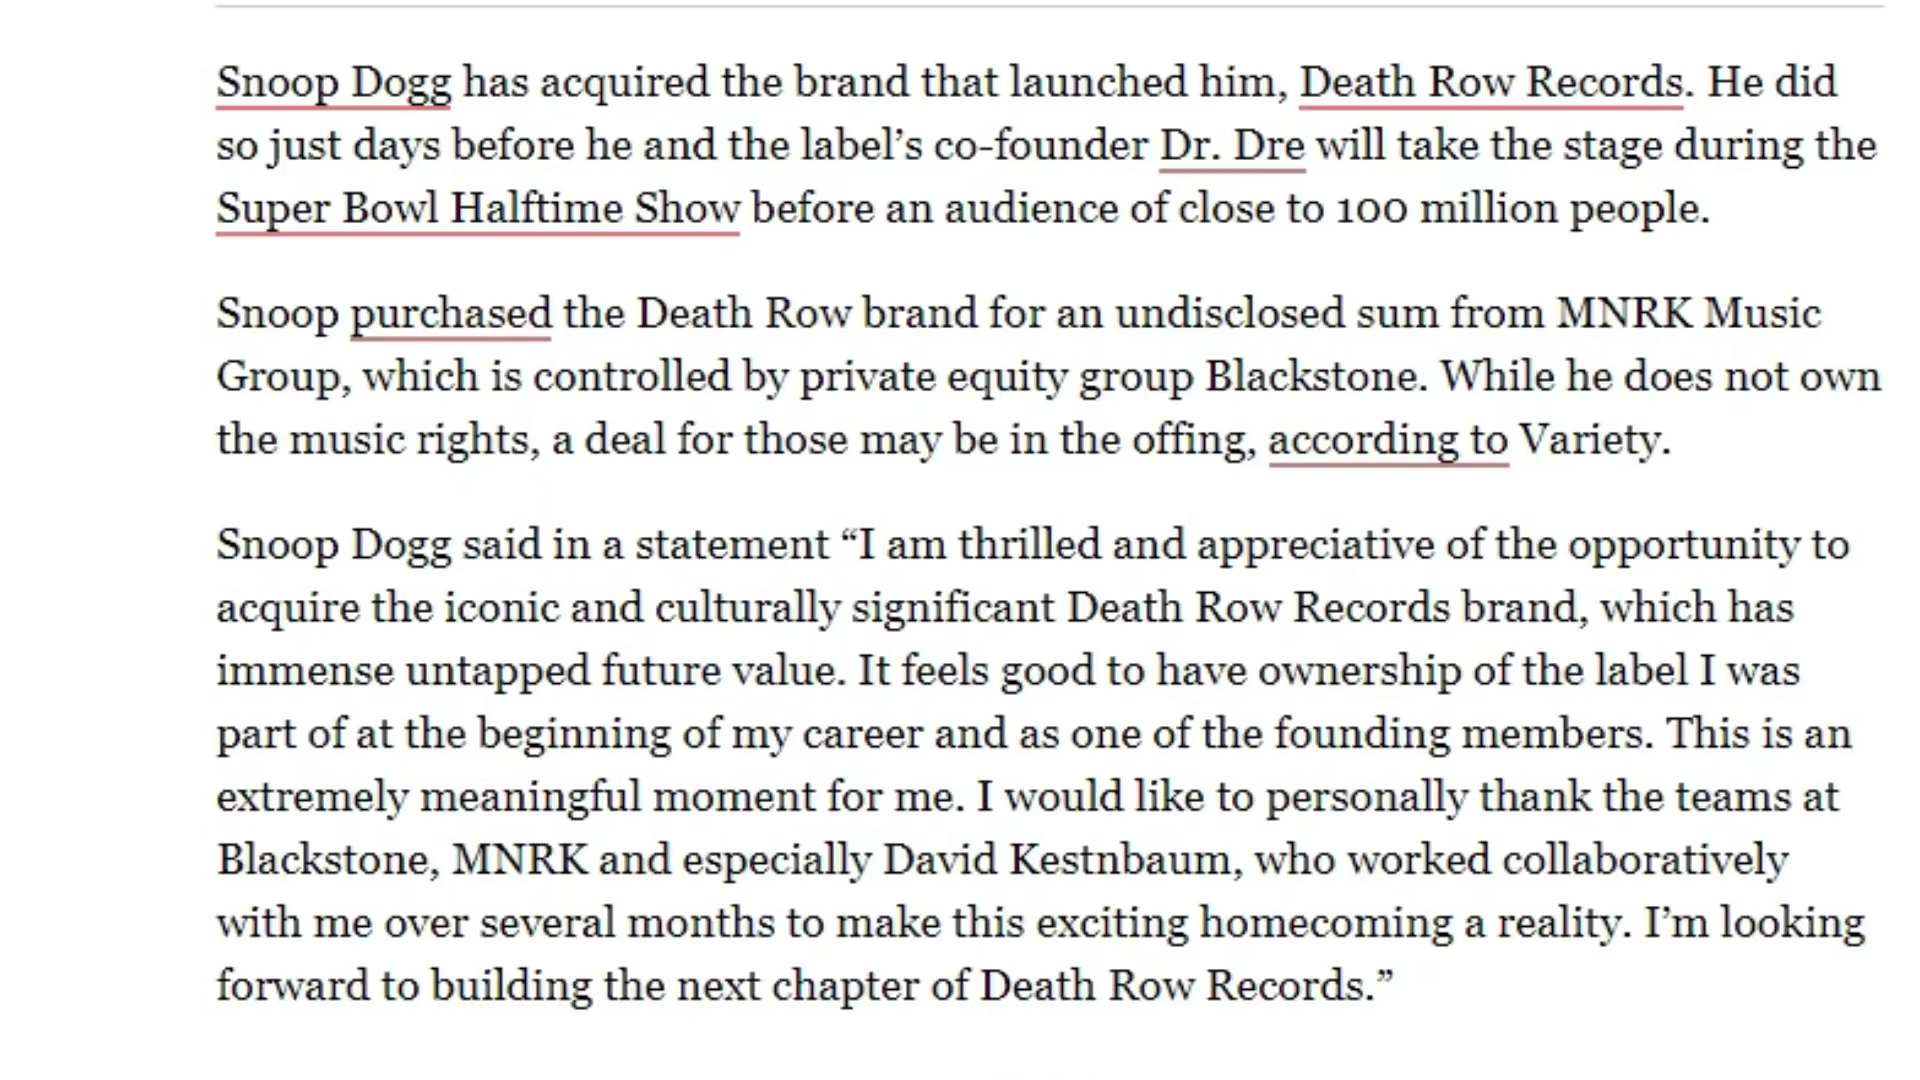 Snoop Dogg has acquired the brand that launched him, Death Row Records. He did
so just days before he and the label’s co-founder Dr. Dre will take the stage during the
Super Bowl Halftime Show before an audience of close to 100 million people.
Snoop purchased the Death Row brand for an undisclosed sum from MNRK Music
Group, which is controlled by private equity group Blackstone. While he does not own
the music rights, a deal for those may be in the offing, according to Variety.
Snoop Dogg said in a statement “I am thrilled and appreciative of the opportunity to
acquire the iconic and culturally significant Death Row Records brand, which has
immense untapped future value. It feels good to have ownership of the label I was
part of at the beginning of my career and as one of the founding members. This is an
extremely meaningful moment for me. I would like to personally thank the teams at
Blackstone, MNRK and especially David Kestnbaum, who worked collaboratively
with me over several months to make this exciting homecoming a reality. I’m looking
forward to building the next chapter of Death Row Records.”